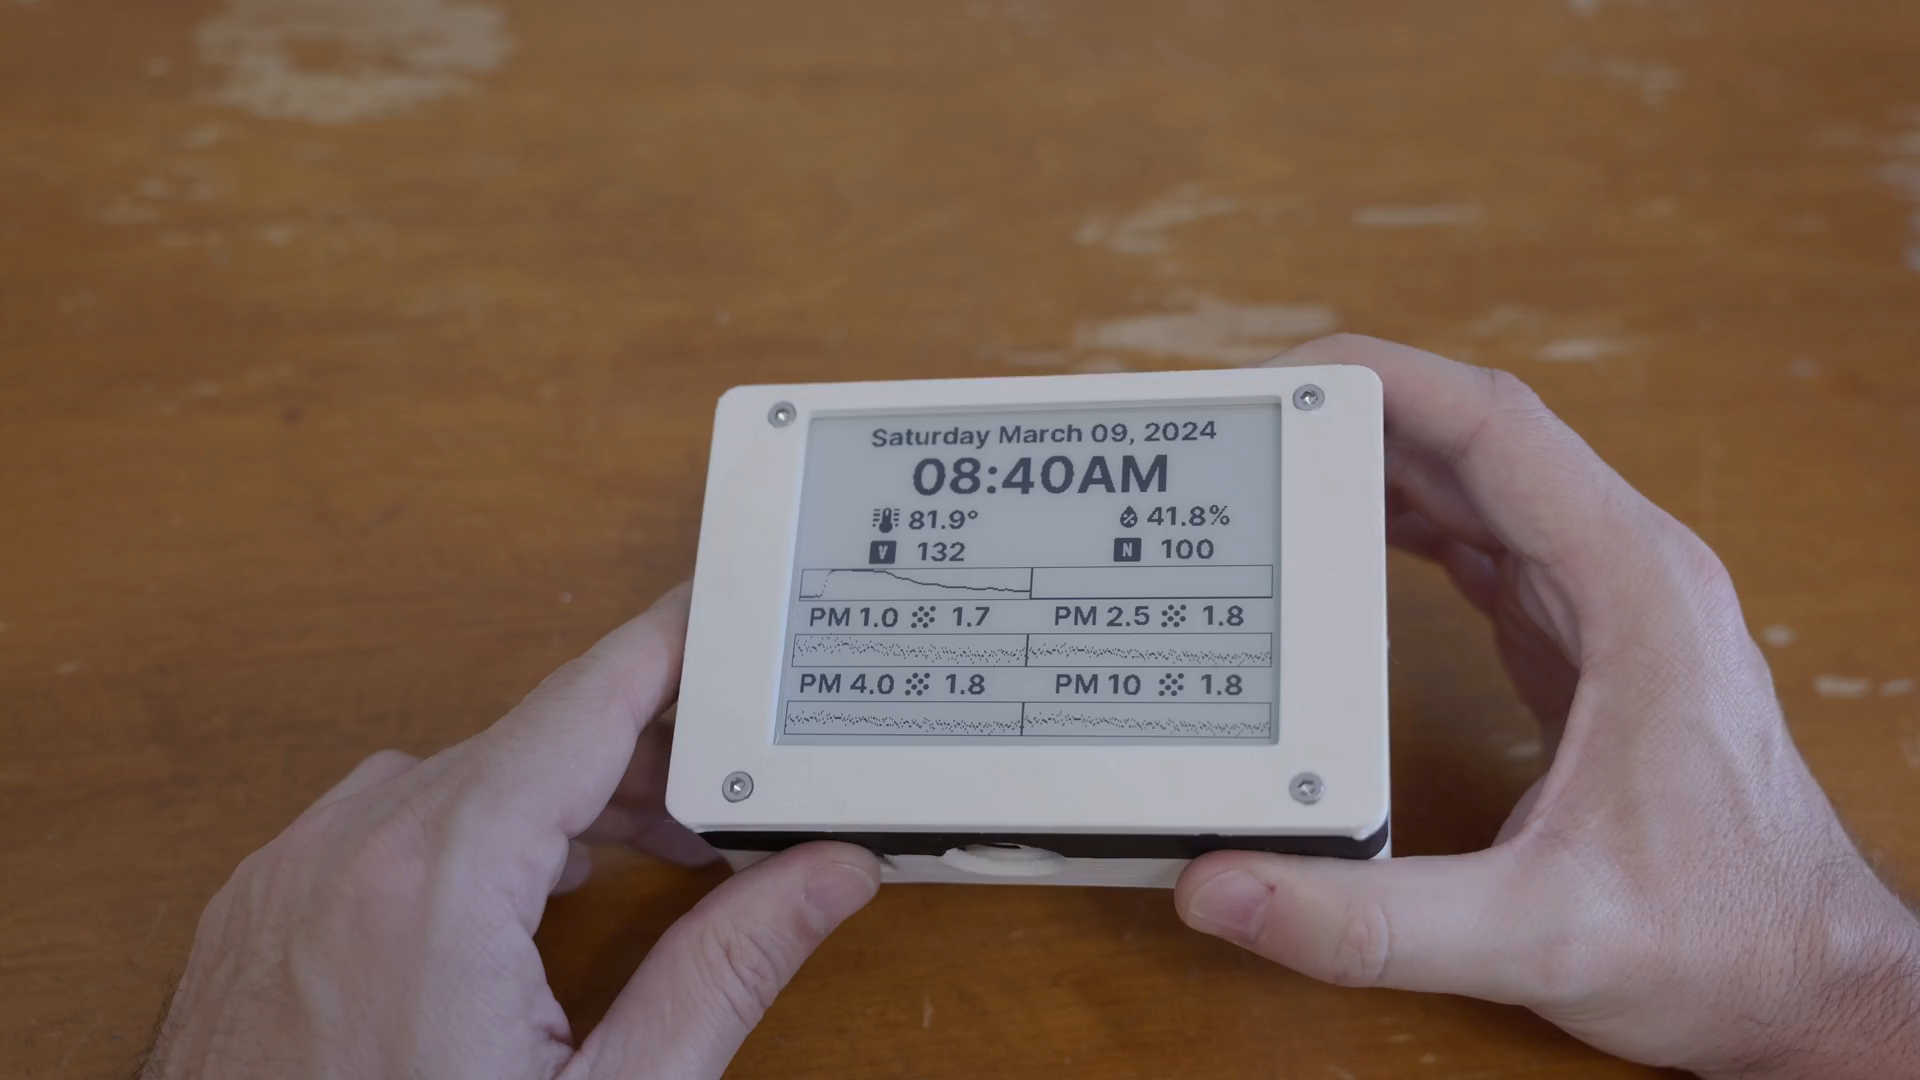 Saturday March 09, 2024
08:40AM
81.9° 41.8%
V 132 N 100
PM 1.0 1.7 PM 2.5 1.8
PM 4.0 1.8 PM 10 1.8